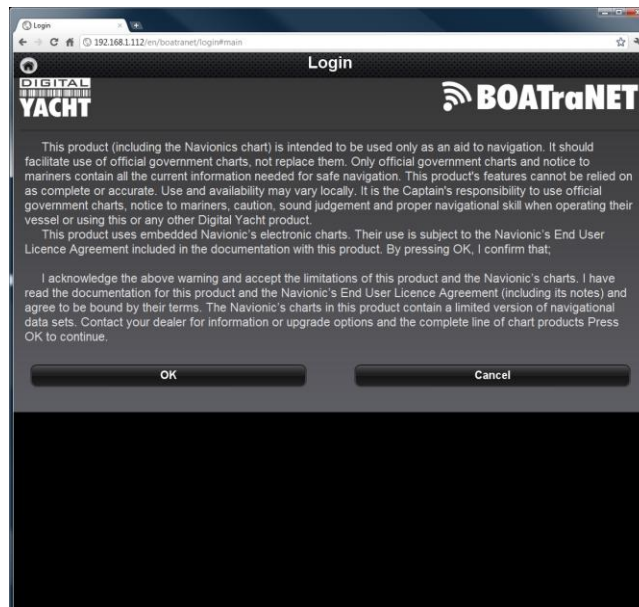 Login
192.168.1.112/en/boatranet/login#main
Login
DIGITAL
YACHT
BOATraNET
This product (including the Navionics chart) is intended to be used only as an aid to navigation. It should
facilitate use of official government charts, not replace them. Only official government charts and notice to
mariners contain all the current information needed for safe navigation. This product's features cannot be relied on
as complete or accurate. Use and availability may vary locally. It is the Captain's responsibility to use official
government charts, notice to mariners, caution, sound judgement and proper navigational skill when operating their
vessel or using this or any other Digital Yacht product.
This product uses embedded Navionic's electronic charts. Their use is subject to the Navionic's End User
Licence Agreement included in the documentation with this product. By pressing OK, I confirm that;
I acknowledge the above warning and accept the limitations of this product and the Navionic's charts. I have
read the documentation for this product and the Navionic's End User Licence Agreement (including its notes) and
agree to be bound by their terms. The Navionic's charts in this product contain a limited version of navigational
data sets. Contact your dealer for information or upgrade options and the complete line of chart products Press
OK to continue.
OK
Cancel